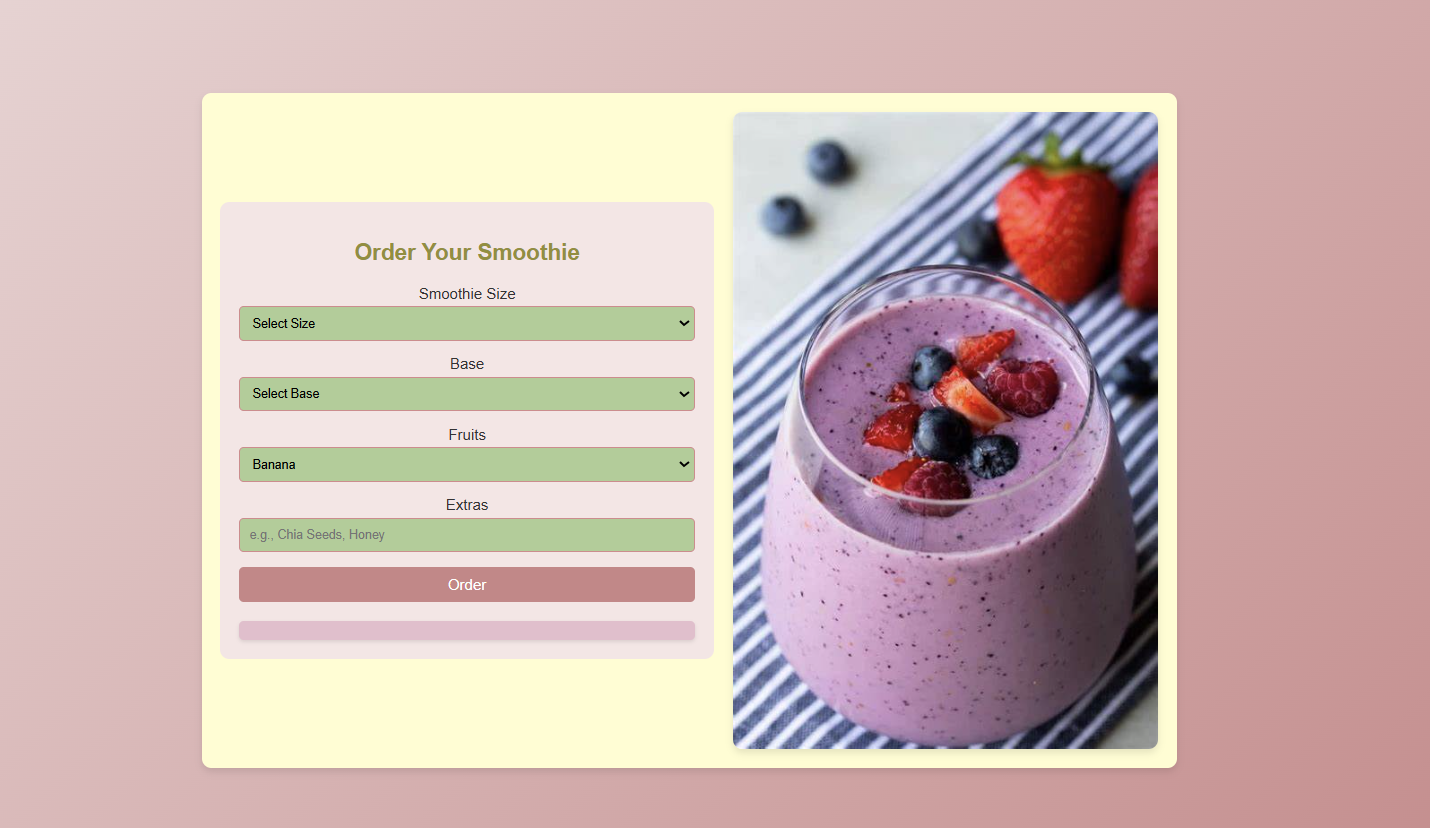 Order Your Smoothie
Smoothie Size
Select Size
Base
Select Base
Fruits
Banana
Extras
e.g., Chia Seeds, Honey
Order